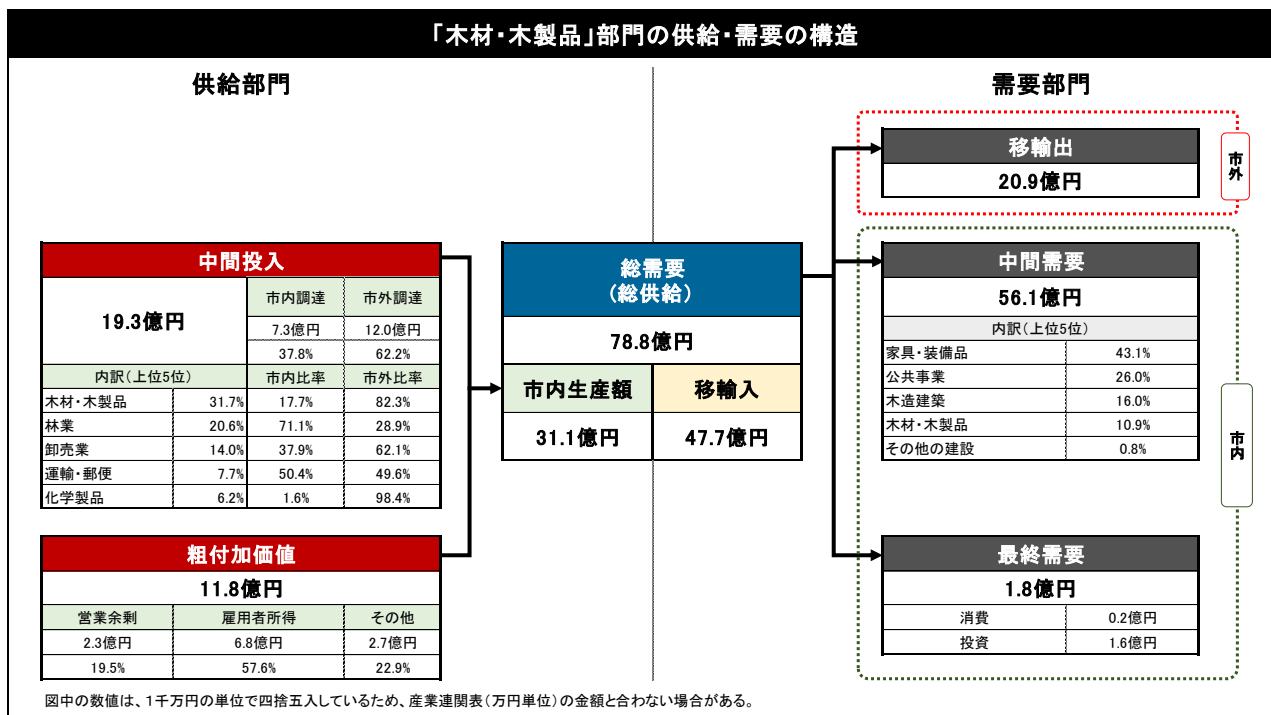 「木材・木製品」部門の供給・需要の構造
供給部門
需要部門
移輸出
20.9億円
市外
中間投入
19.3億円
市内調達 市外調達
7.3億円 12.0億円
37.8% 62.2%
内訳（上位5位） 市内比率 市外比率
木材・木製品 31.7% 17.7% 82.3%
林業 20.6% 71.1% 28.9%
卸売業 14.0% 37.9% 62.1%
運輸・郵便 7.7% 50.4% 49.6%
化学製品 6.2% 1.6% 98.4%
粗付加価値
11.8億円
営業余剰 雇用者所得 その他
2.3億円 6.8億円 2.7億円
19.5% 57.6% 22.9%
総需要
（総供給）
78.8億円
市内生産額 移輸入
31.1億円 47.7億円
中間需要
56.1億円
内訳（上位5位）
家具・装備品 43.1%
公共事業 26.0%
木造建築 16.0%
木材・木製品 10.9%
その他の建設 0.8%
市内
最終需要
1.8億円
消費 0.2億円
投資 1.6億円
図中の数値は、1千万円の単位で四捨五入しているため、産業連関表（万円単位）の金額と合わない場合がある。